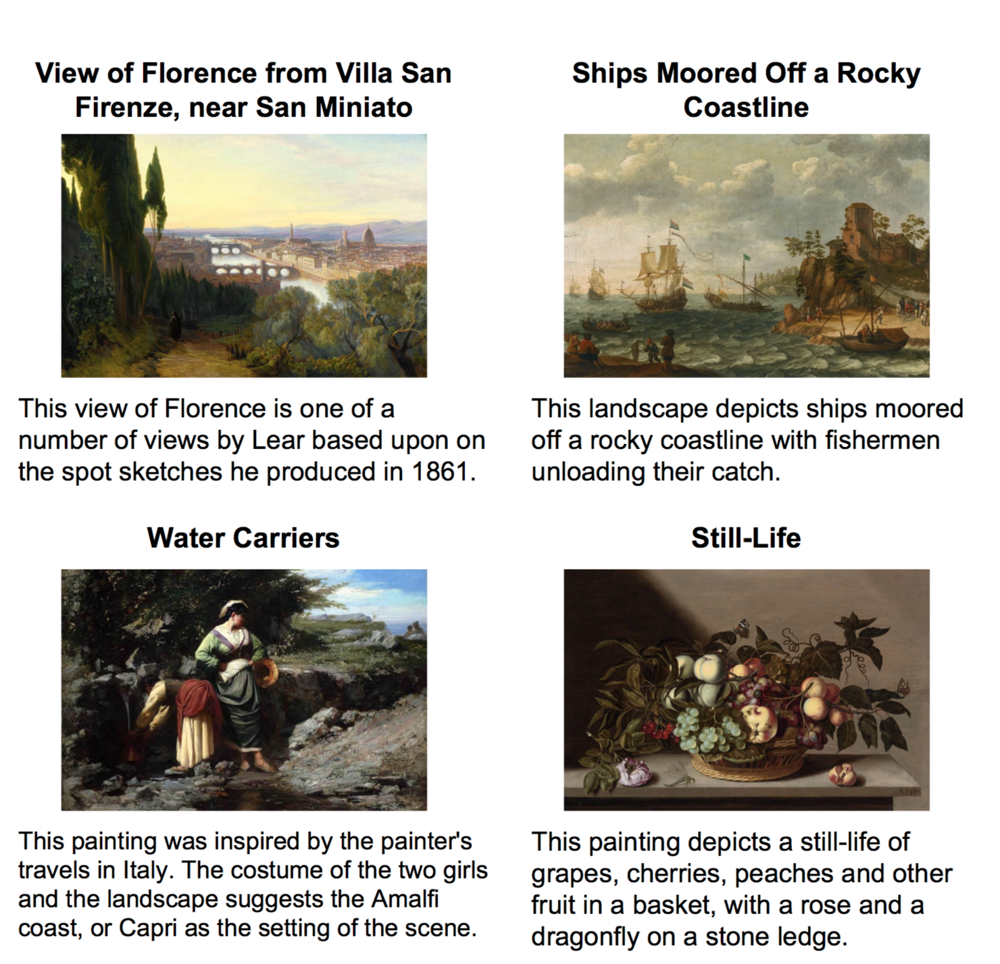 View of Florence from Villa San
Firenze, near San Miniato
This view of Florence is one of a
number of views by Lear based upon on
the spot sketches he produced in 1861.
Ships Moored Off a Rocky
Coastline
This landscape depicts ships moored
off a rocky coastline with fishermen
unloading their catch.
Water Carriers
This painting was inspired by the painter's
travels in Italy. The costume of the two girls
and the landscape suggests the Amalfi
coast, or Capri as the setting of the scene.
Still-Life
This painting depicts a still-life of
grapes, cherries, peaches and other
fruit in a basket, with a rose and a
dragonfly on a stone ledge.